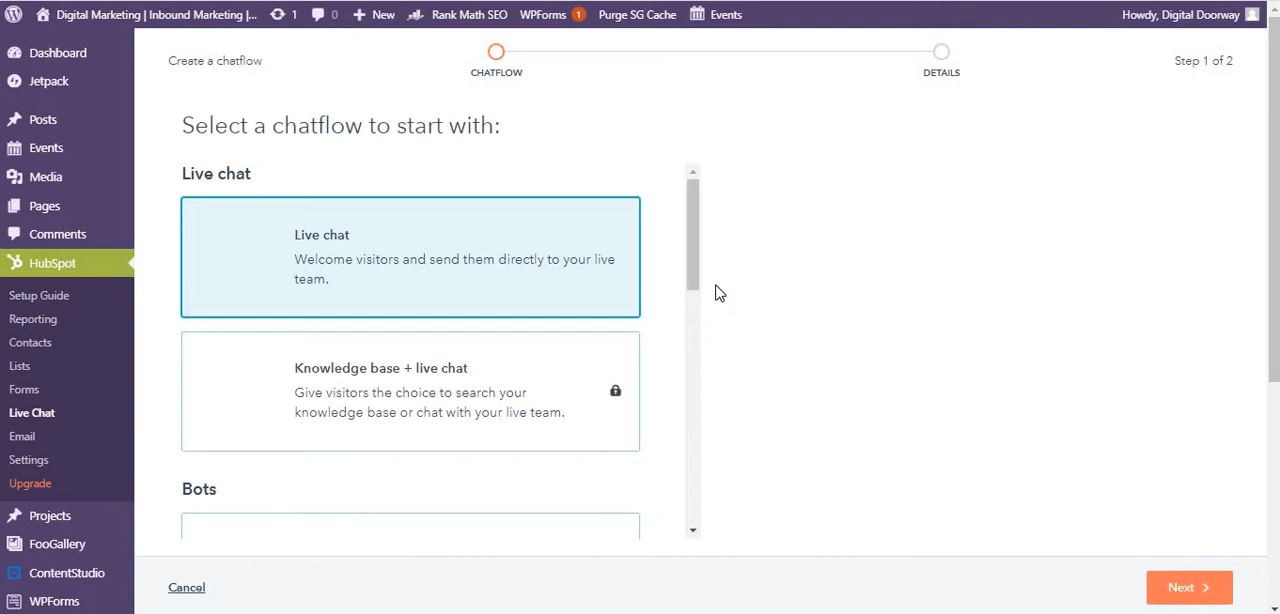 Digital Marketing | Inbound Marketing |... 1 0 New Rank Math SEO WPForms 1 Purge SG Cache Events Howdy, Digital Doorway
Dashboard
Jetpack
Posts
Events
Media
Pages
Comments
HubSpot
Setup Guide
Reporting
Contacts
Lists
Forms
Live Chat
Email
Settings
Upgrade
Projects
FooGallery
ContentStudio
WPForms
Create a chatflow
CHATFLOW
DETAILS
Step 1 of 2
Select a chatflow to start with:
Live chat
Live chat
Welcome visitors and send them directly to your live
team.
Knowledge base + live chat
Give visitors the choice to search your
knowledge base or chat with your live team.
Bots
Cancel
Next